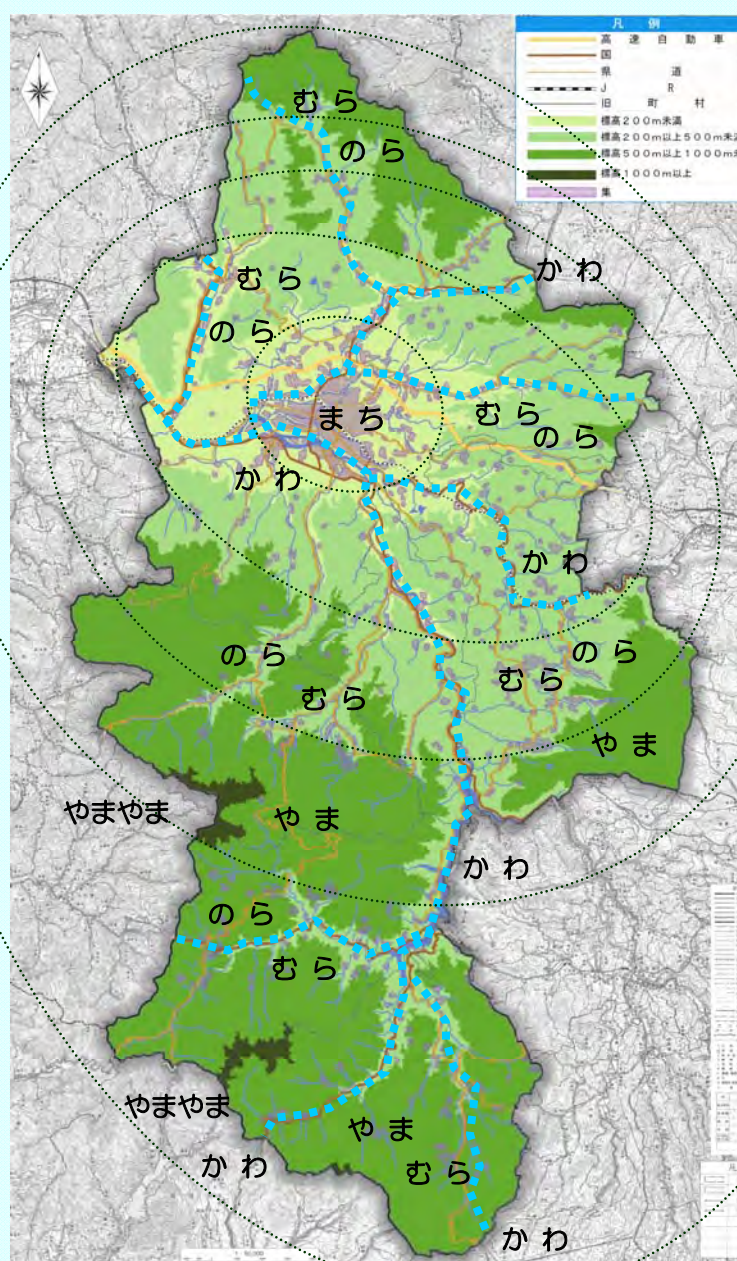 凡例
高速自動車
国
県道
JR
旧町村
標高200m未満
標高200m以上500m未満
標高500m以上1000m未
標高1000m以上
集
むら
のら
かわ
むら
のら
まち
むら
のら
かわ
かわ
のら
のら
むら
むら
やま
やまやま
やま
かわ
のら
むら
やまやま
やま
かわ
むら
かわ